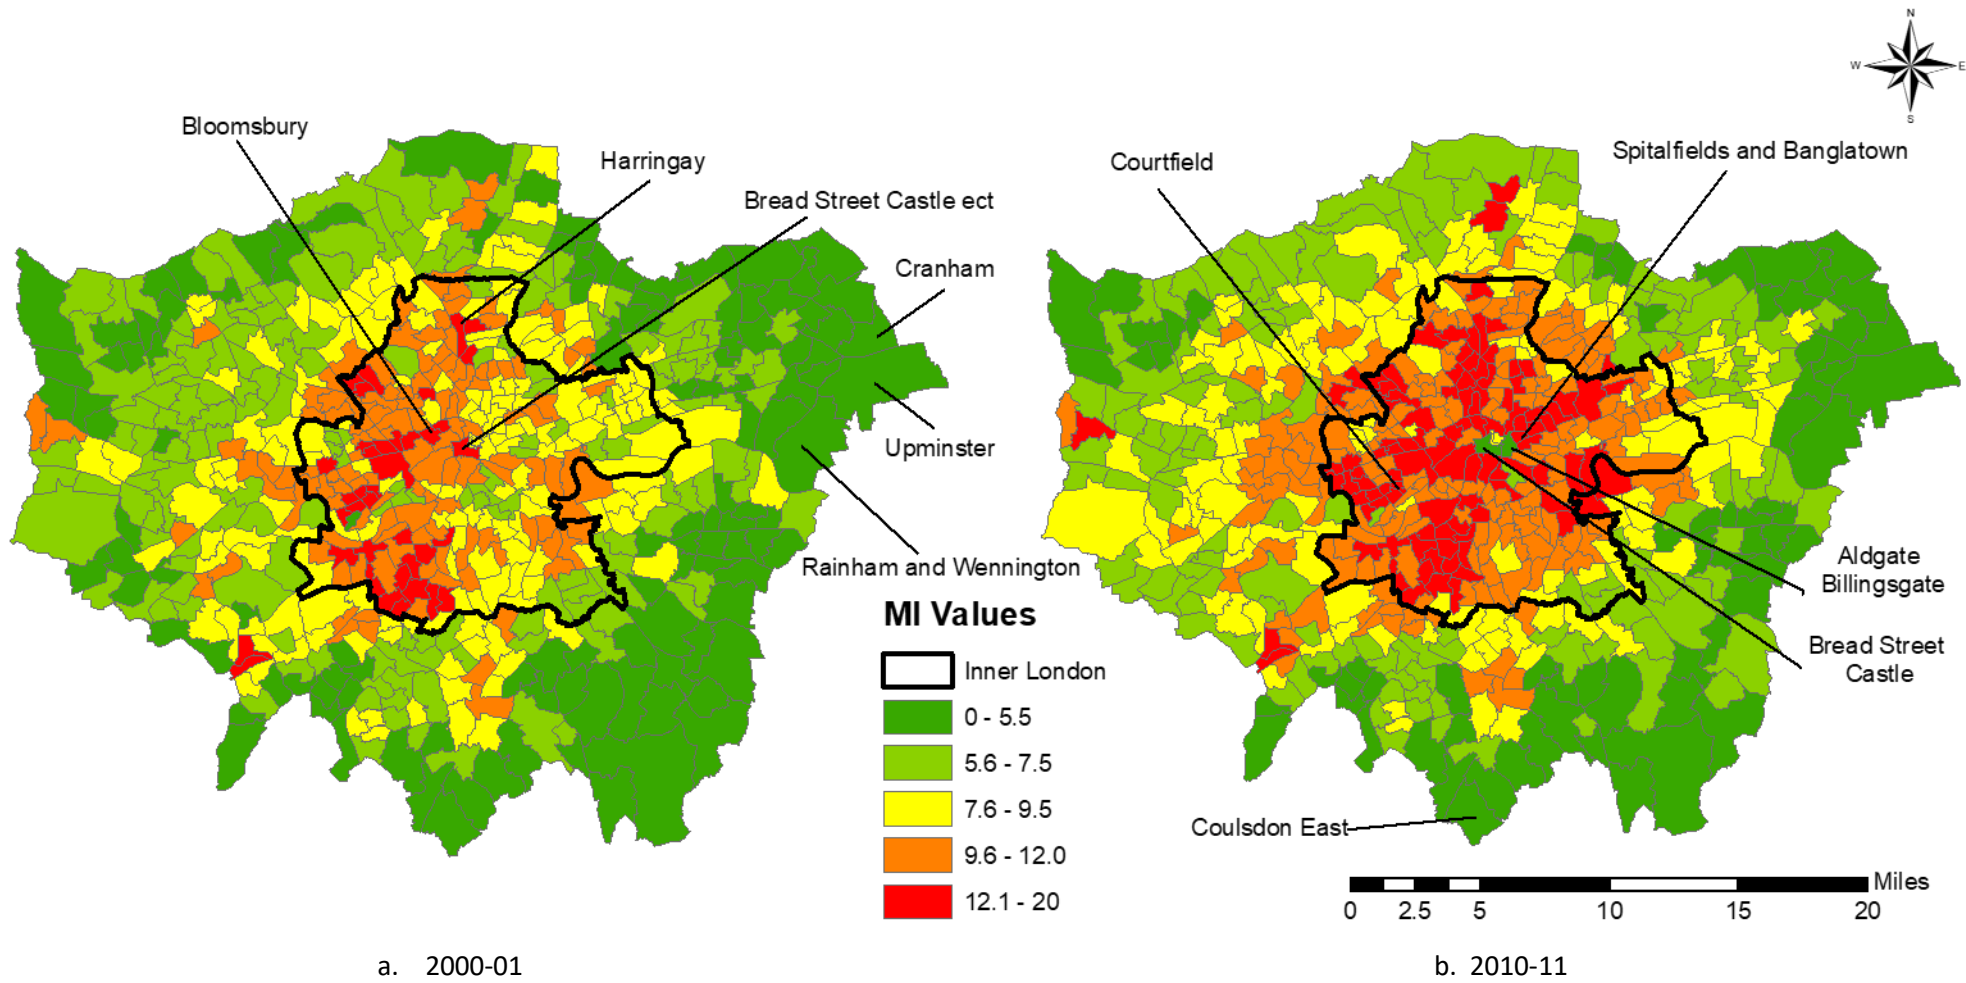 N
W
E
S
Bloomsbury
Harringay
Bread Street Castle ect
Cranham
Upminster
Rainham and Wennington
Courtfield
Spitalfields and Banglatown
Aldgate
Billingsgate
Bread Street
Castle
Coulsdon East
MI Values
Inner London
0 - 5.5
5.6 - 7.5
7.6 - 9.5
9.6 - 12.0
12.1 - 20
Miles
0 2.5 5 10 15 20
a. 2000-01
b. 2010-11